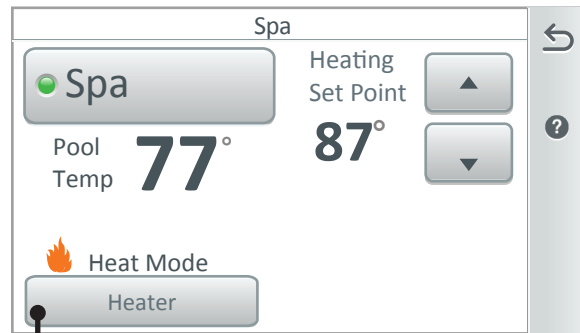 Spa
Spa
Heating
Set Point
87°
Pool
Temp
77°
Heat Mode
Heater
?